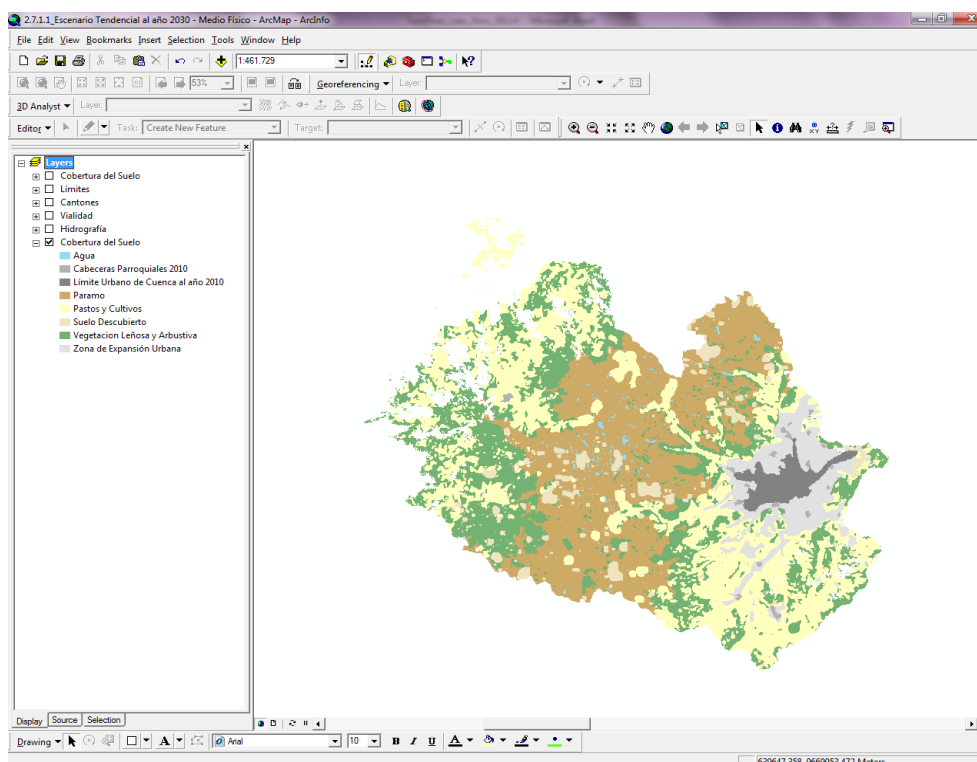 2.7.1.1_Escenario Tendencial al año 2030 - Medio Físico - ArcMap - ArcInfo
File Edit View Bookmarks Insert Selection Tools Window Help
1:461.729
53% Georeferencing Layer:
3D Analyst Layer:
Editor Task: Create New Feature Target:
Layers
Cobertura del Suelo
Límites
Cantones
Vialidad
Hidrografía
Cobertura del Suelo
Agua
Cabeceras Parroquiales 2010
Límite Urbano de Cuenca al año 2010
Paramo
Pastos y Cultivos
Suelo Descubierto
Vegetacion Leñosa y Arbustiva
Zona de Expansión Urbana
Display Source Selection
Drawing A Arial 10 B I U A